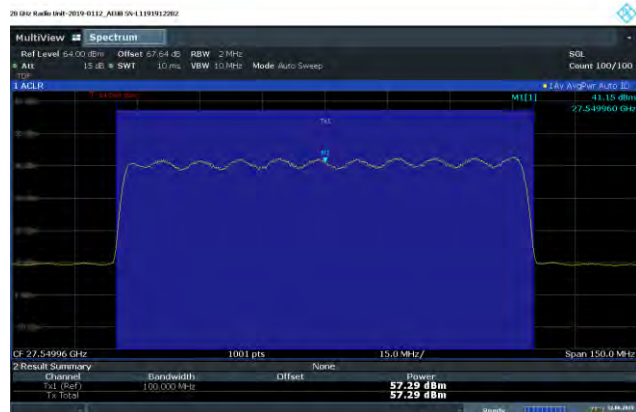 28 GHz Radio Unit-2019-0112_AEUB SN-L1191912202
MultiView Spectrum
Ref Level 64.00 dBm Offset 67.64 dB RBW 2 MHz SGL
Att 15 dB SWT 10 ms VBW 10 MHz Mode Auto Sweep Count 100/100
TDF
1 ACLR 1Av AvgPwr Auto ID
M1[1] 41.15 dBm
27.549960 GHz
Tx1
M1
CF 27.54996 GHz 1001 pts 15.0 MHz/ Span 150.0 MHz
2 Result Summary None
Channel Bandwidth Offset Power
Tx1 (Ref) 100.000 MHz 57.29 dBm
Tx Total 57.29 dBm
Ready